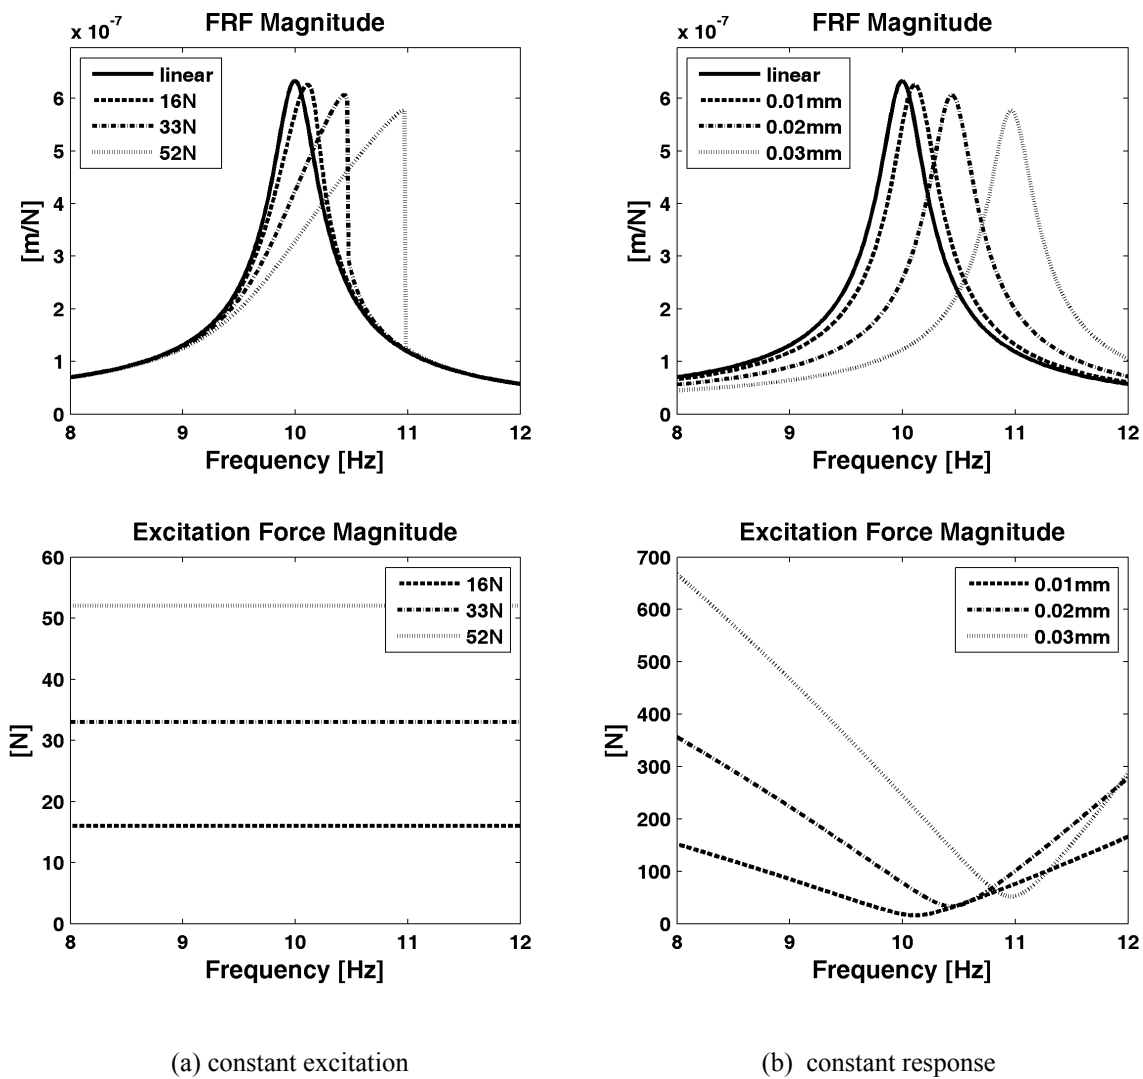 FRF Magnitude
x 10-7
linear
16N
33N
52N
6
5
4
3
2
1
0
[m/N]
8 9 10 11 12
Frequency [Hz]
FRF Magnitude
x 10-7
linear
0.01mm
0.02mm
0.03mm
6
5
4
3
2
1
0
[m/N]
8 9 10 11 12
Frequency [Hz]
Excitation Force Magnitude
16N
33N
52N
60
50
40
30
20
10
0
[N]
8 9 10 11 12
Frequency [Hz]
Excitation Force Magnitude
0.01mm
0.02mm
0.03mm
700
600
500
400
300
200
100
0
[N]
8 9 10 11 12
Frequency [Hz]
(a) constant excitation
(b) constant response